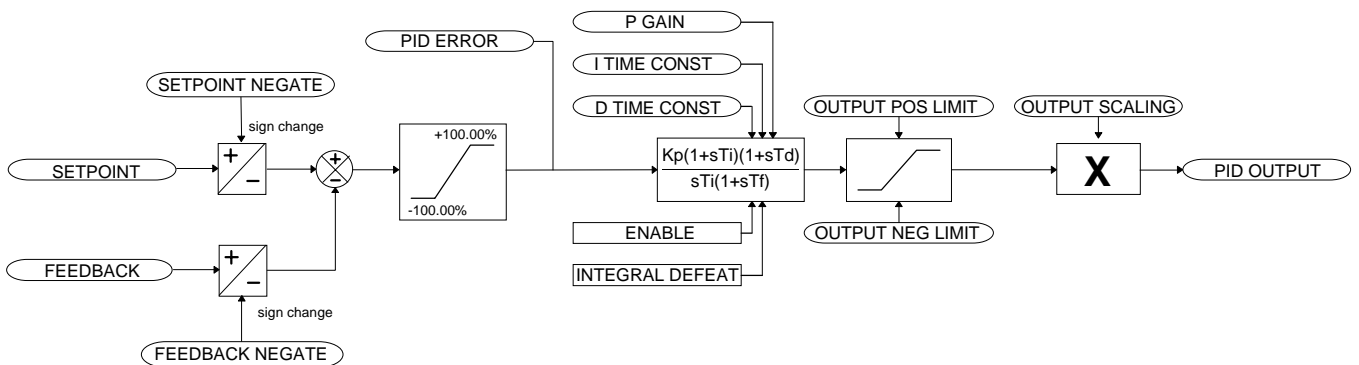 P GAIN
PID ERROR
I TIME CONST
SETPOINT NEGATE
D TIME CONST
OUTPUT POS LIMIT
OUTPUT SCALING
sign change
+100.00%
+
-
SETPOINT
+
-
Kp(1+sTi)(1+sTd)
sTi(1+sTf)
X
PID OUTPUT
-100.00%
ENABLE
OUTPUT NEG LIMIT
FEEDBACK
+
-
INTEGRAL DEFEAT
sign change
FEEDBACK NEGATE